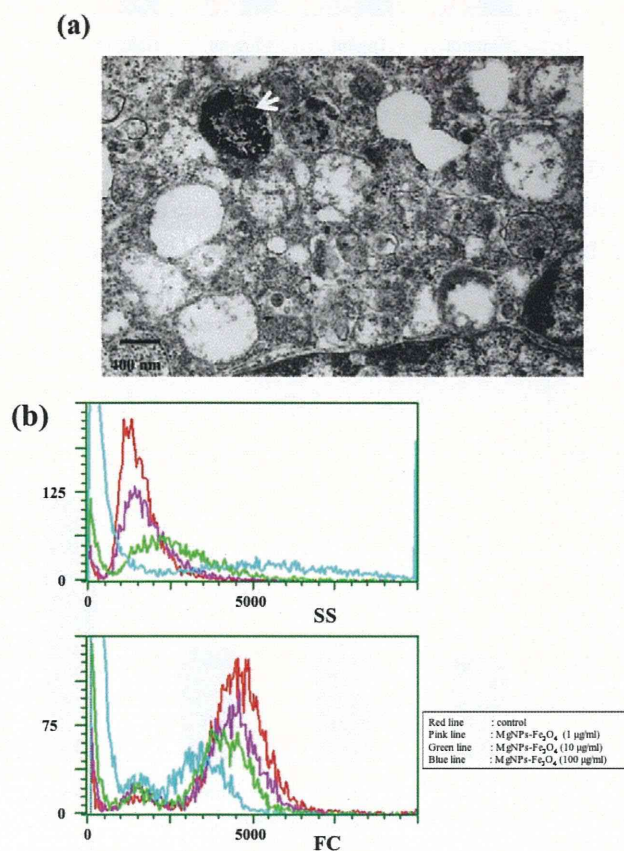 (a)
400 nm
(b)
125
0
0
5000
SS
75
0
0
5000
FC
Red line : control
Pink line : MgNPs-Fe₃O₄ (1 µg/ml)
Green line : MgNPs-Fe₃O₄ (10 µg/ml)
Blue line : MgNPs-Fe₃O₄ (100 µg/ml)